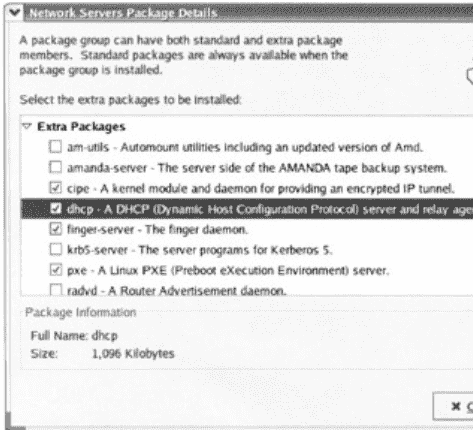 Network Servers Package Details
A package group can have both standard and extra package
members. Standard packages are always available when the
package group is installed.
Select the extra packages to be installed:
Extra Packages
am-utils - Automount utilities including an updated version of Amd.
amanda-server - The server side of the AMANDA tape backup system.
cipe - A kernel module and daemon for providing an encrypted IP tunnel.
dhcp - A DHCP (Dynamic Host Configuration Protocol) server and relay age
finger-server - The finger daemon.
krb5-server - The server programs for Kerberos 5.
pxe - A Linux PXE (Preboot eXecution Environment) server.
radvd - A Router Advertisement daemon.
Package Information
Full Name: dhcp
Size: 1,096 Kilobytes